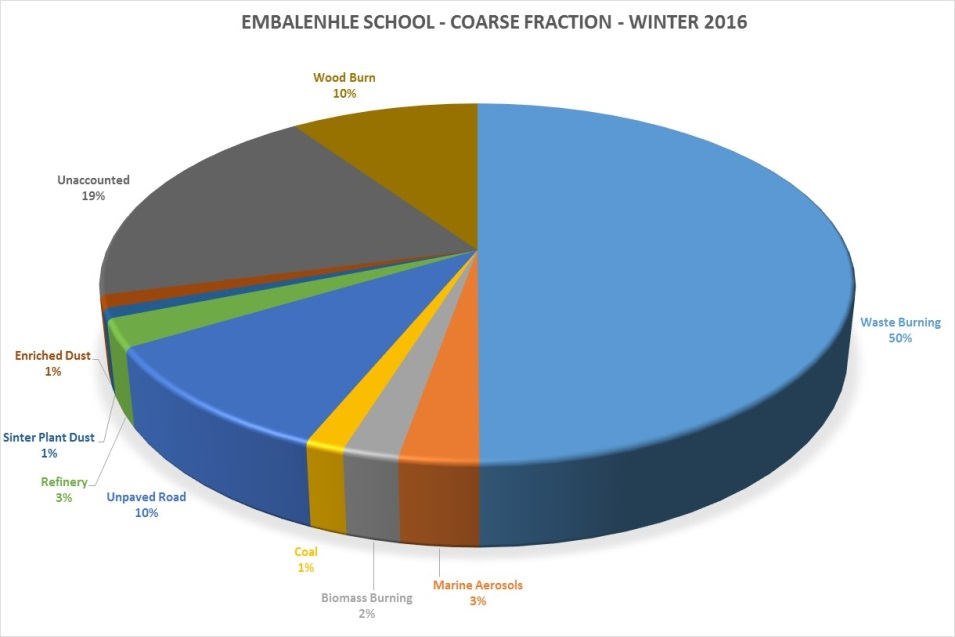 EMBALENHLE SCHOOL - COARSE FRACTION - WINTER 2016
Wood Burn
10%
Unaccounted
19%
Waste Burning
50%
Enriched Dust
1%
Sinter Plant Dust
1%
Refinery
3%
Unpaved Road
10%
Coal
1%
Biomass Burning
2%
Marine Aerosols
3%